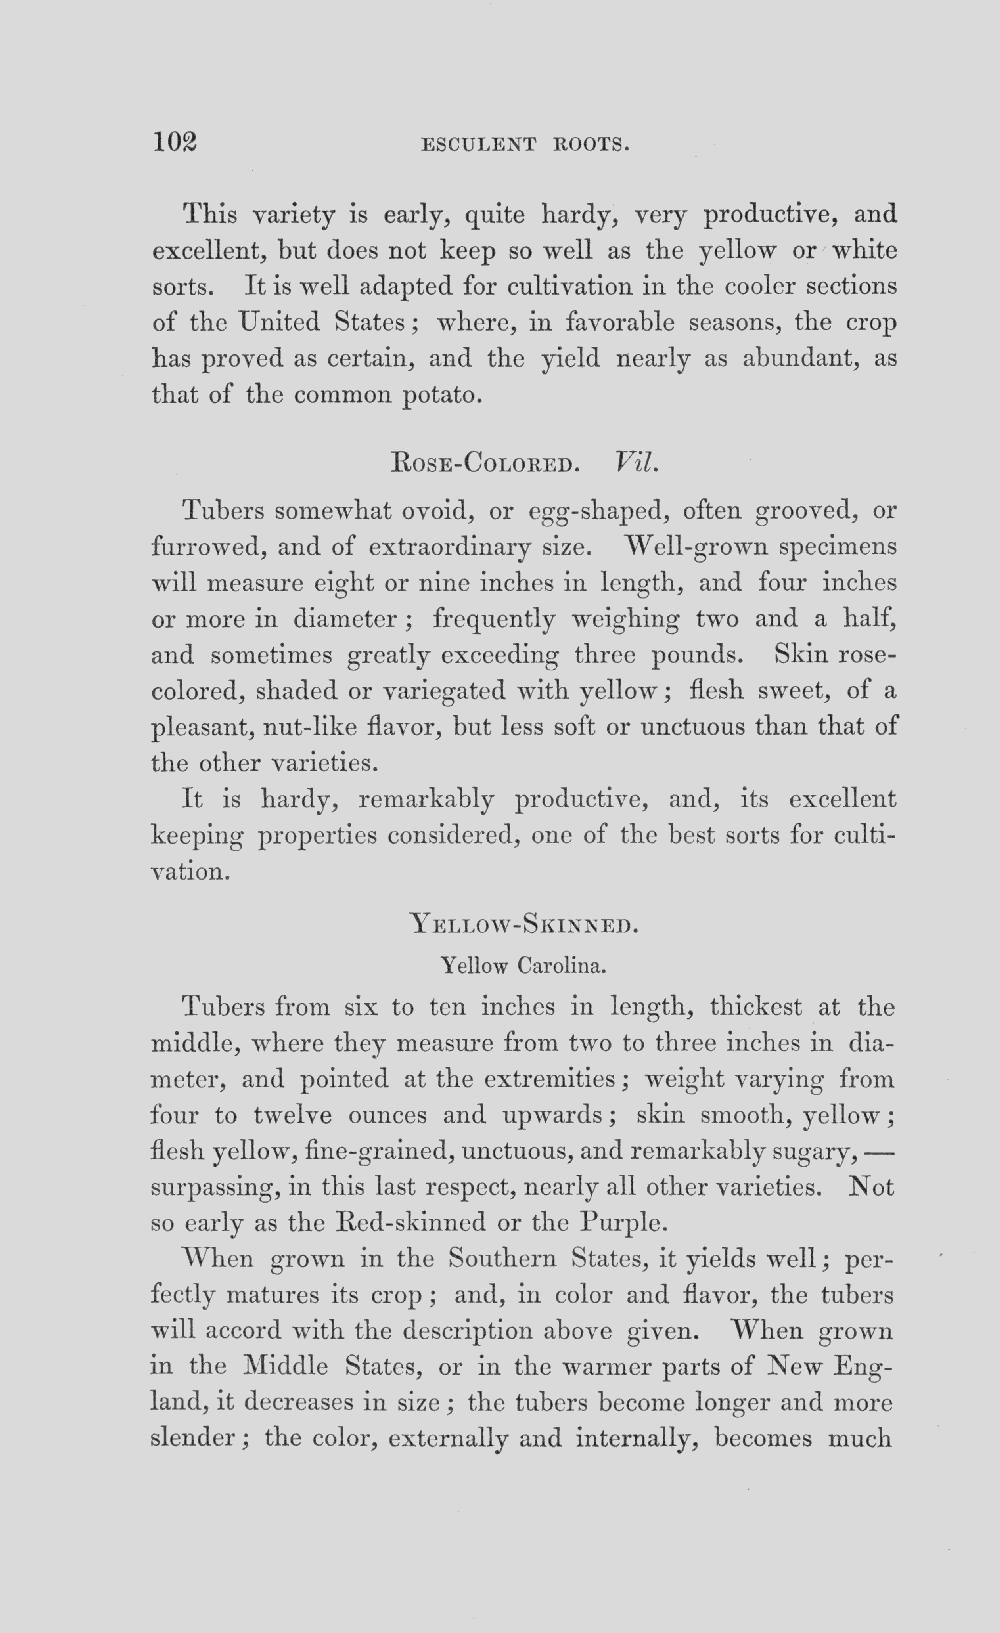 102 ESCULENT ROOTS.
This variety is early, quite hardy, very productive, and
excellent, but does not keep so well as the yellow or white
sorts. It is well adapted for cultivation in the cooler sections
of the United States; where, in favorable seasons, the crop
has proved as certain, and the yield nearly as abundant, as
that of the common potato.
ROSE-COLORED. Vil.
Tubers somewhat ovoid, or egg-shaped, often grooved, or
furrowed, and of extraordinary size. Well-grown specimens
will measure eight or nine inches in length, and four inches
or more in diameter; frequently weighing two and a half,
and sometimes greatly exceeding three pounds. Skin rose-
colored, shaded or variegated with yellow; flesh sweet, of a
pleasant, nut-like flavor, but less soft or unctuous than that of
the other varieties.
It is hardy, remarkably productive, and, its excellent
keeping properties considered, one of the best sorts for culti-
vation.
YELLOW-SKINNED.
Yellow Carolina.
Tubers from six to ten inches in length, thickest at the
middle, where they measure from two to three inches in dia-
meter, and pointed at the extremities; weight varying from
four to twelve ounces and upwards; skin smooth, yellow;
flesh yellow, fine-grained, unctuous, and remarkably sugary, —
surpassing, in this last respect, nearly all other varieties. Not
so early as the Red-skinned or the Purple.
When grown in the Southern States, it yields well; per-
fectly matures its crop; and, in color and flavor, the tubers
will accord with the description above given. When grown
in the Middle States, or in the warmer parts of New Eng-
land, it decreases in size; the tubers become longer and more
slender; the color, externally and internally, becomes much